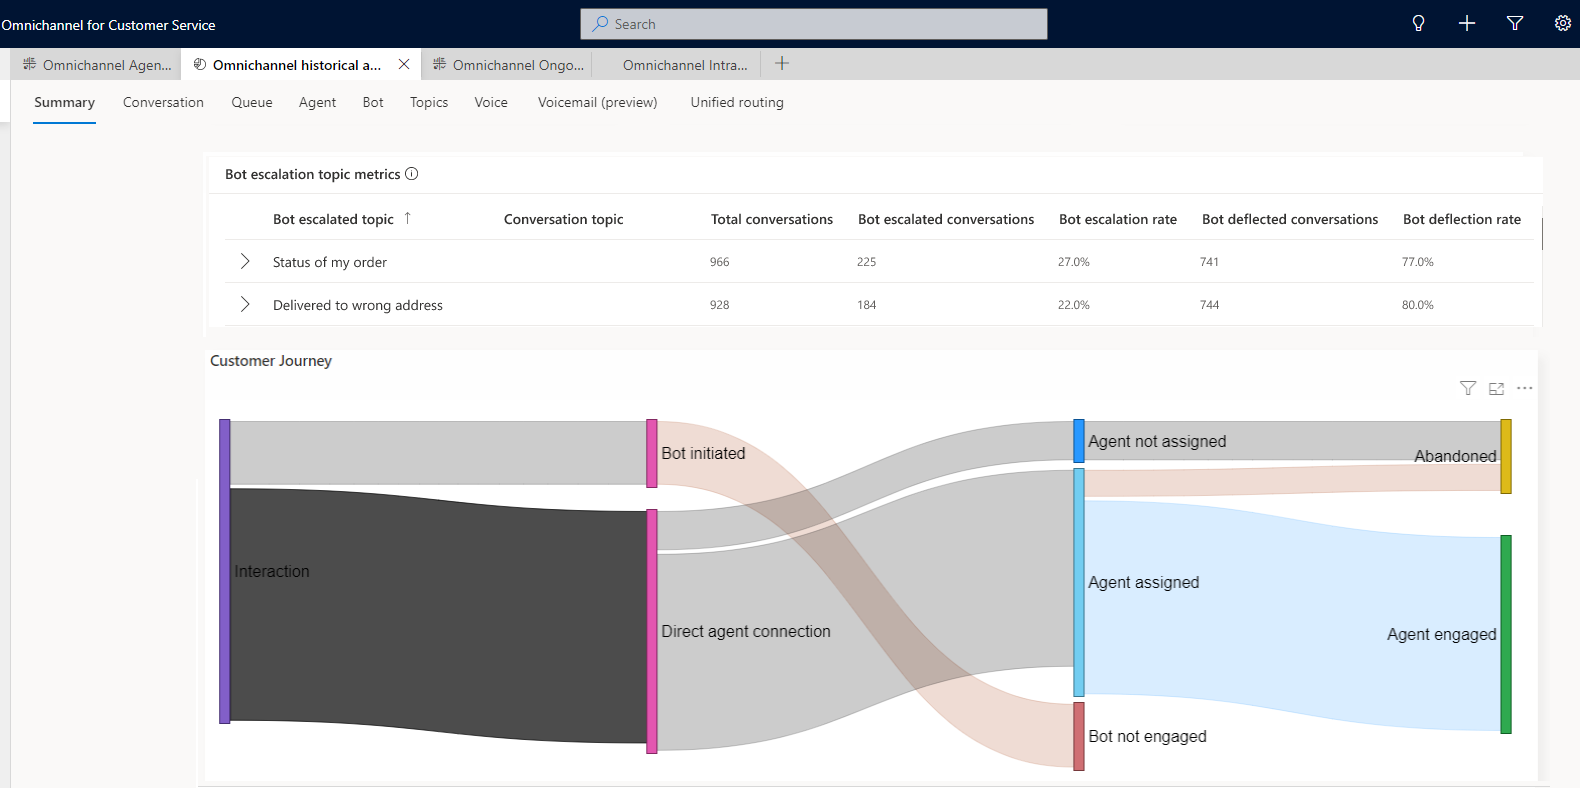 Omnichannel for Customer Service
Search
Omnichannel Agen...
Omnichannel historical a...
Omnichannel Ongo...
Omnichannel Intra...
Summary
Conversation
Queue
Agent
Bot
Topics
Voice
Voicemail (preview)
Unified routing
Bot escalation topic metrics
Bot escalated topic ↑ Conversation topic Total conversations Bot escalated conversations Bot escalation rate Bot deflected conversations Bot deflection rate
Status of my order 966 225 27.0% 741 77.0%
Delivered to wrong address 928 184 22.0% 744 80.0%
Customer Journey
Interaction
Bot initiated
Direct agent connection
Agent not assigned
Agent assigned
Bot not engaged
Abandoned
Agent engaged